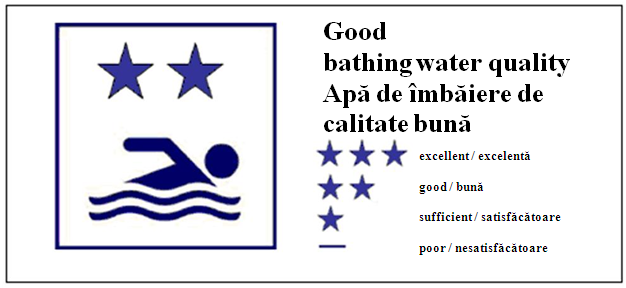 Good
bathing water quality
Apă de îmbăiere de
calitate bună
excellent / excelentă
good / bună
sufficient / satisfăcătoare
poor / nesatisfăcătoare